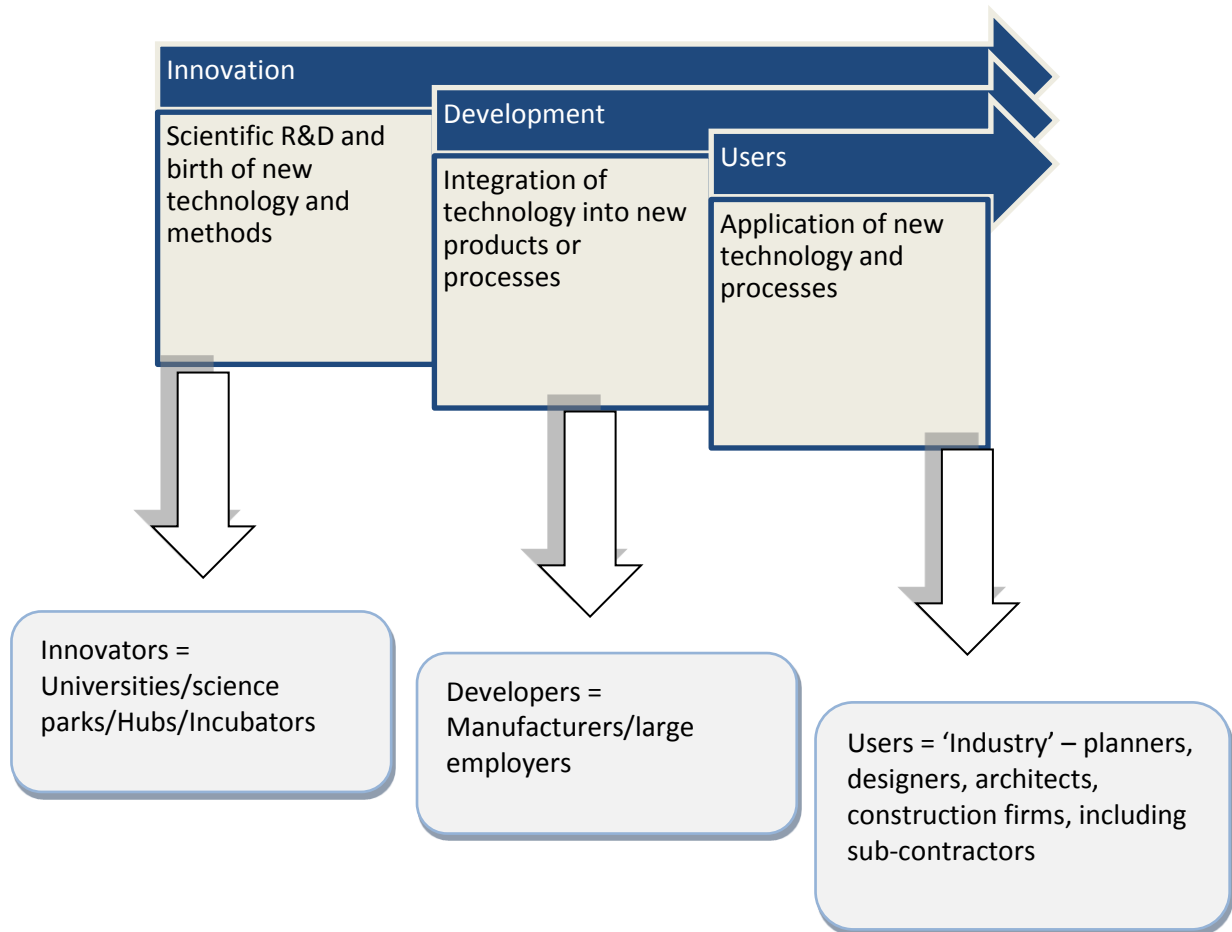 Innovation
Scientific R&D and
birth of new
technology and
methods
Development
Integration of
technology into new
products or
processes
Users
Application of new
technology and
processes
Innovators =
Universities/science
parks/Hubs/Incubators
Developers =
Manufacturers/large
employers
Users = ‘Industry’ – planners,
designers, architects,
construction firms, including
sub-contractors